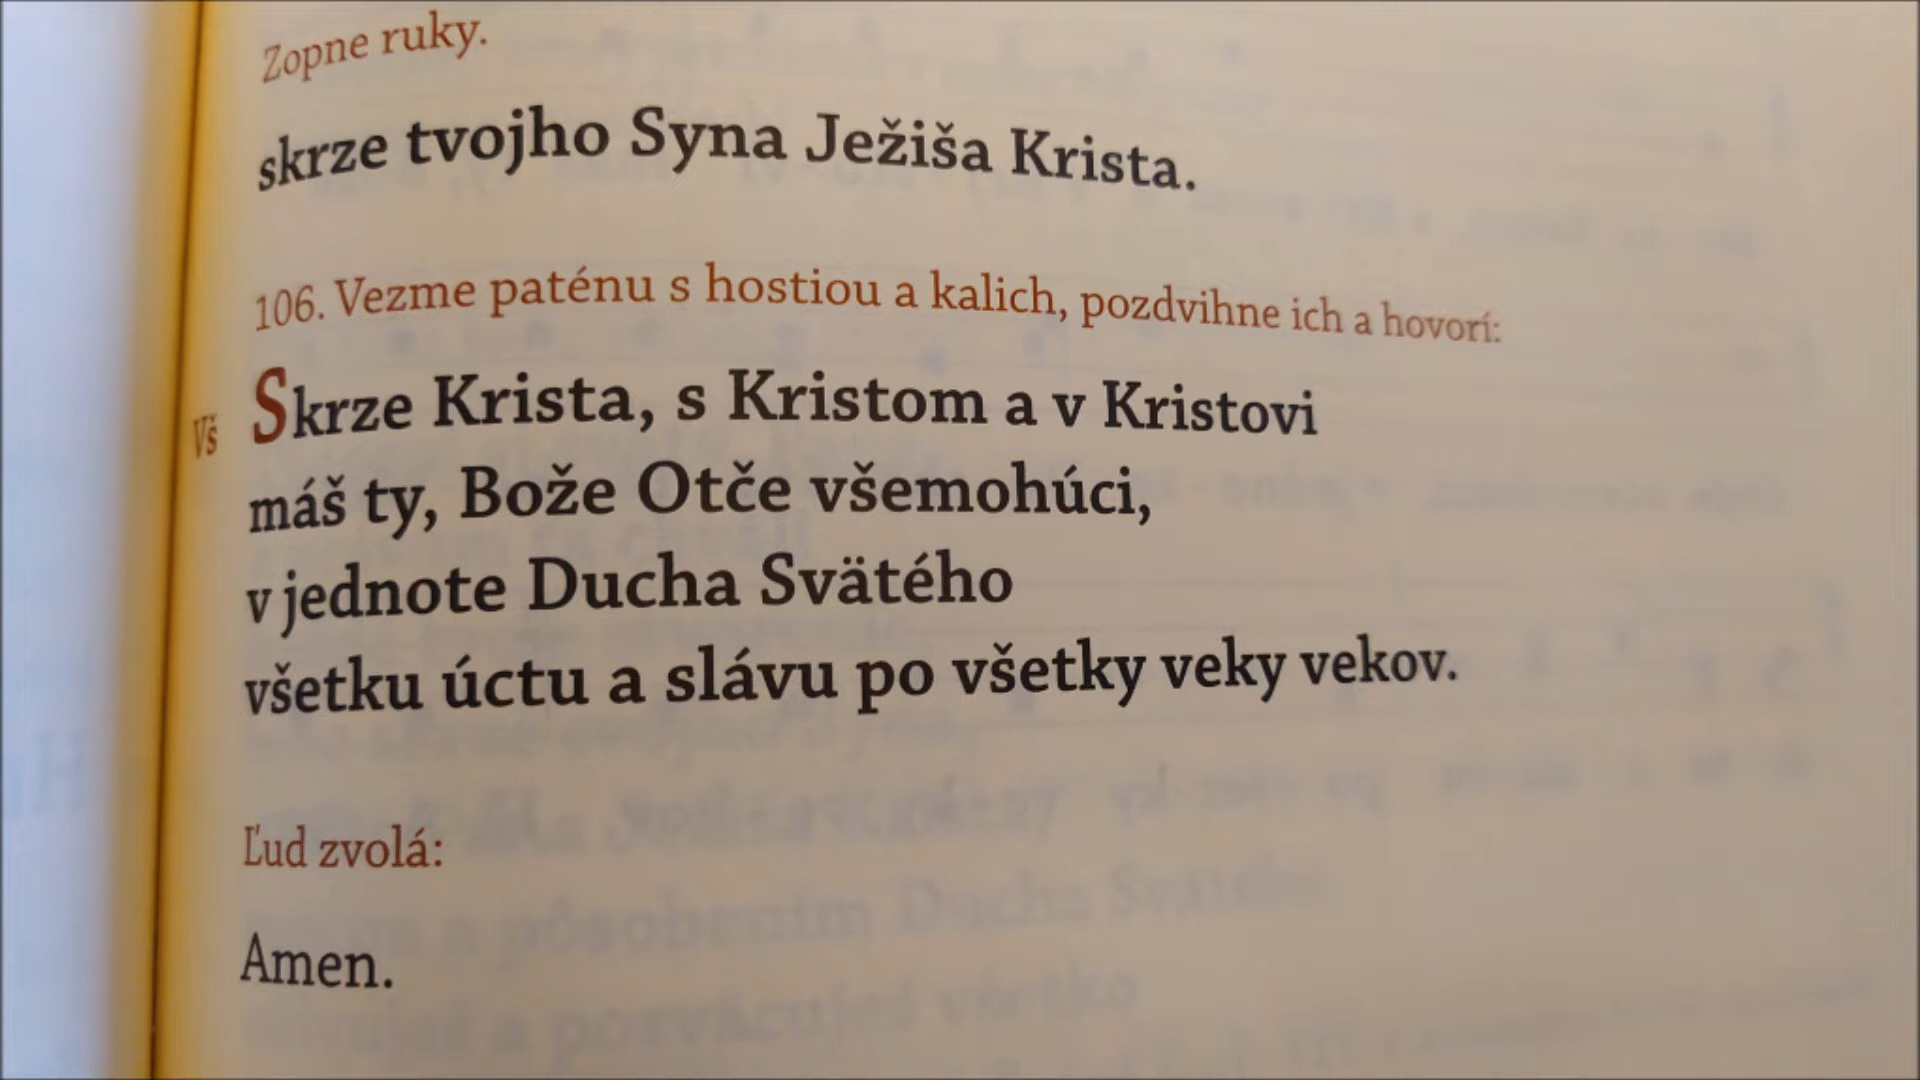 Zopne ruky.
skrze tvojho Syna Ježiša Krista.
106. Vezme paténu s hostiou a kalich, pozdvihne ich a hovorí:
Vš Skrze Krista, s Kristom a v Kristovi
máš ty, Bože Otče všemohúci,
v jednote Ducha Svätého
všetku úctu a slávu po všetky veky vekov.
Ľud zvolá:
Amen.